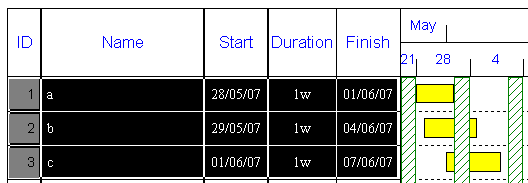 May
ID Name Start Duration Finish
21 28 4
1 a 28/05/07 1w 01/06/07
2 b 29/05/07 1w 04/06/07
3 c 01/06/07 1w 07/06/07